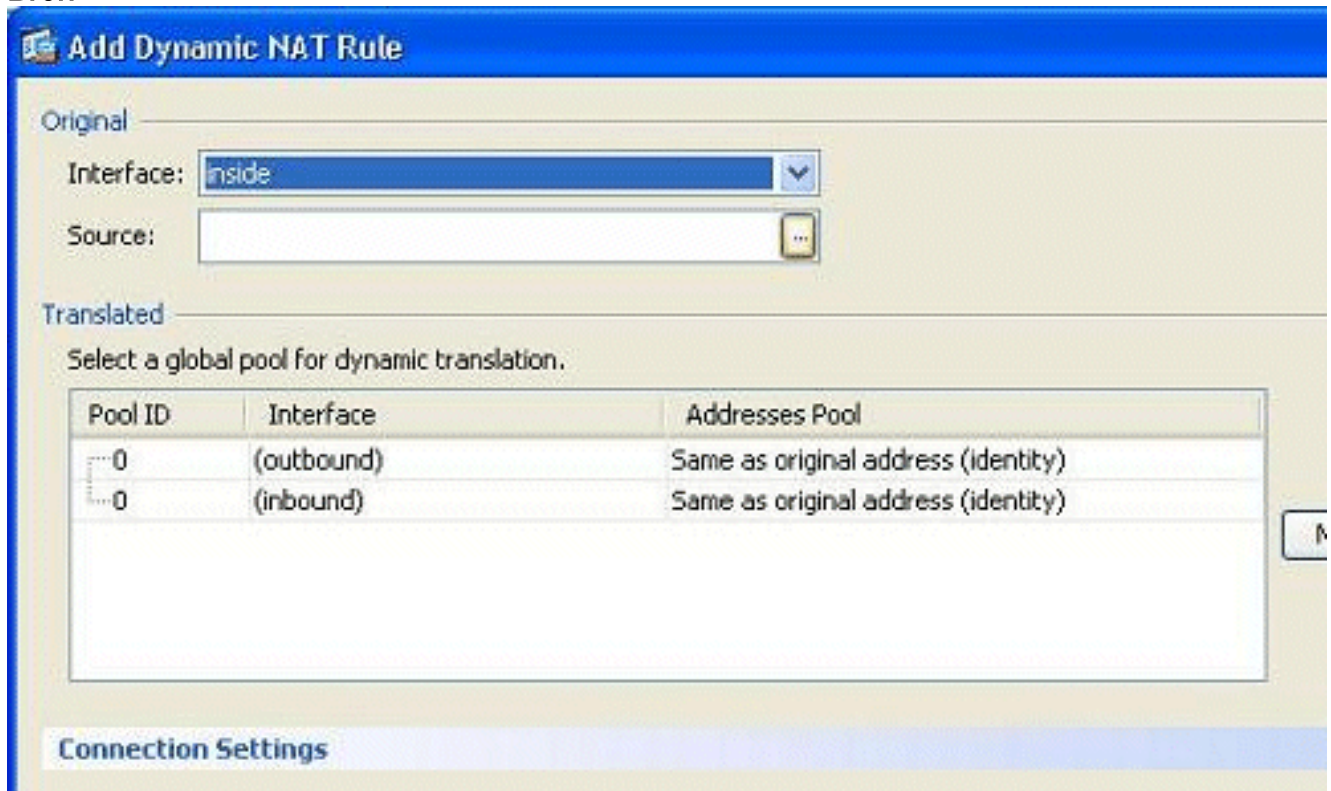 Add Dynamic NAT Rule
Original
Interface: inside
Source: ...
Translated
Select a global pool for dynamic translation.
Pool ID Interface Addresses Pool
0 (outbound) Same as original address (identity)
0 (inbound) Same as original address (identity)
Connection Settings